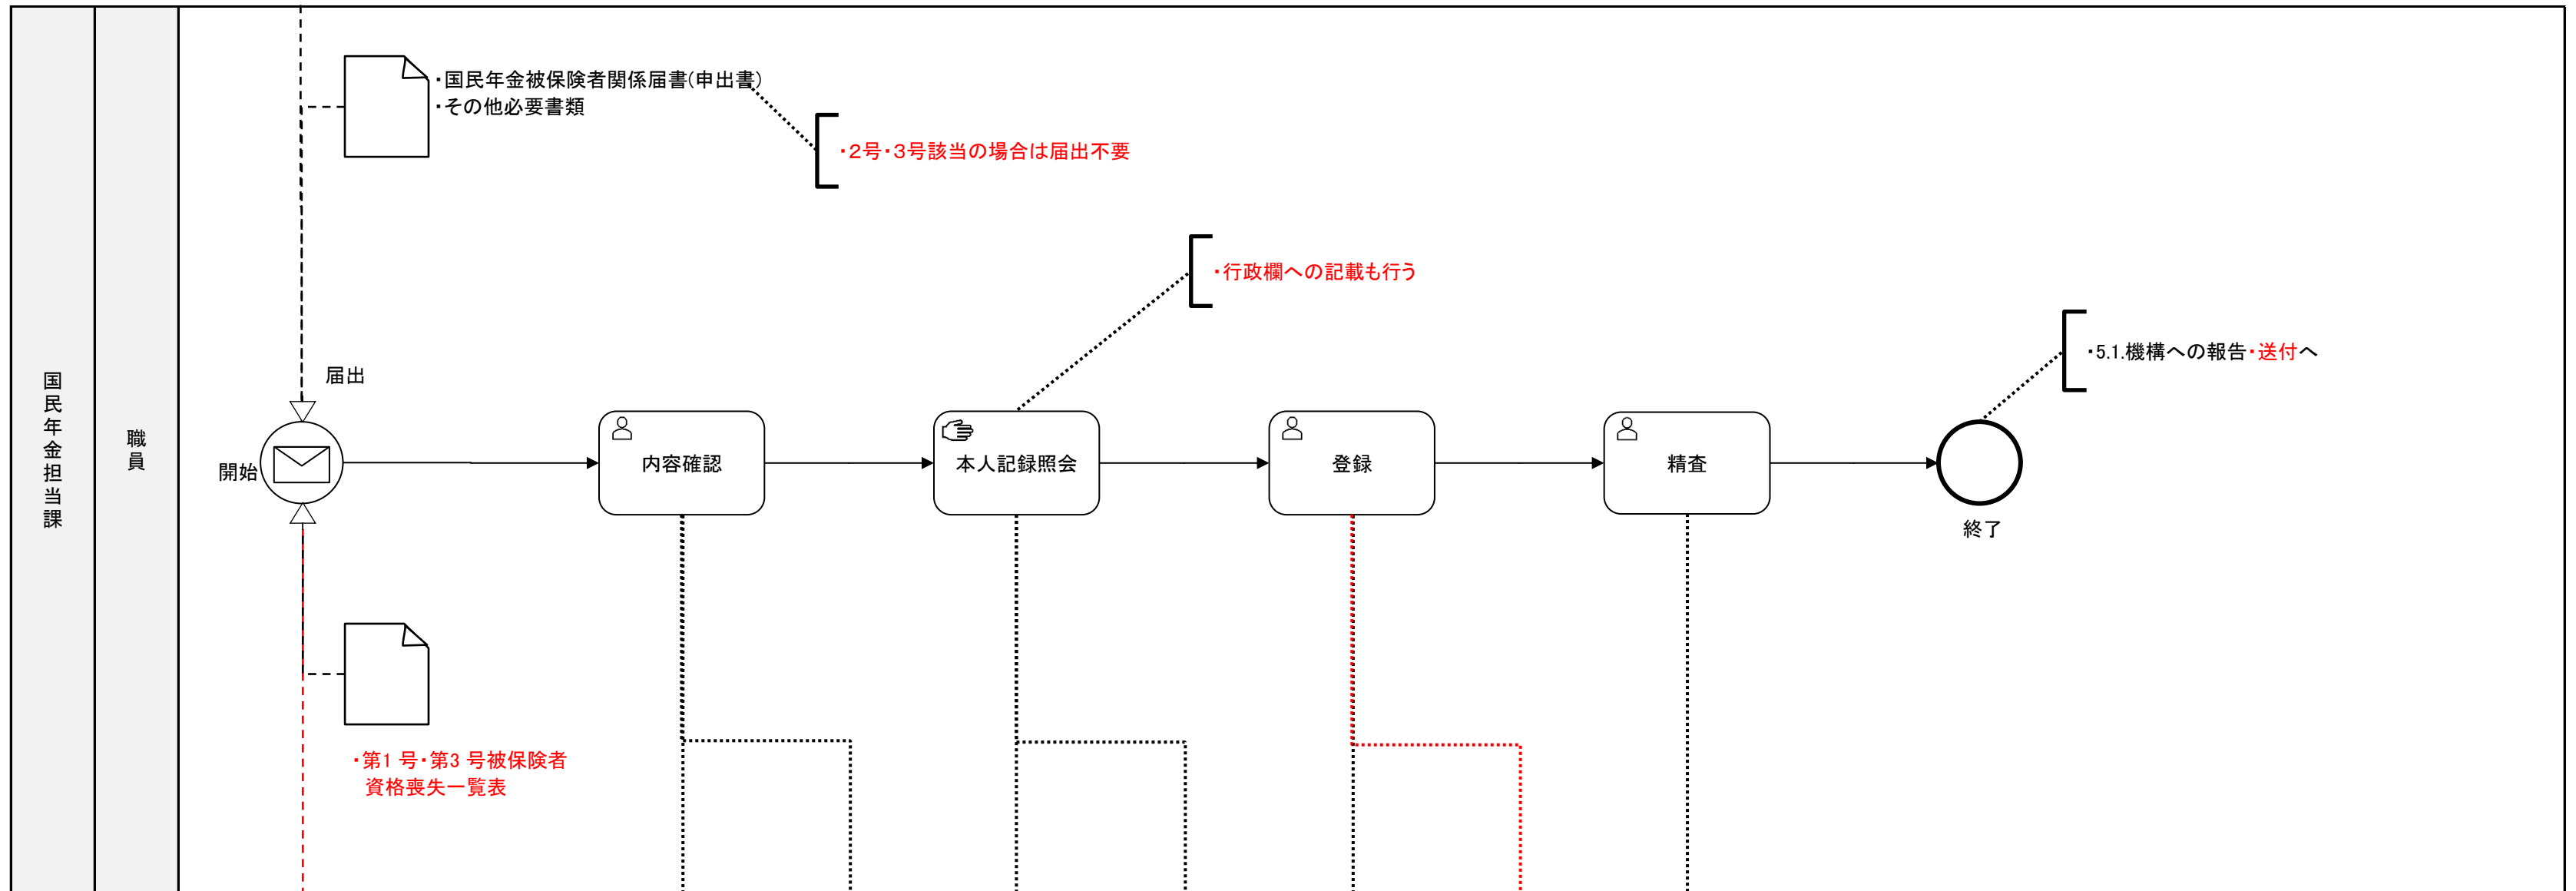 国民年金担当課
職員
・国民年金被保険者関係届書(申出書)
・その他必要書類
・2号・3号該当の場合は届出不要
・行政欄への記載も行う
・5.1.機構への報告・送付へ
届出
開始
内容確認
本人記録照会
登録
精査
終了
・第1 号・第3 号被保険者
資格喪失一覧表